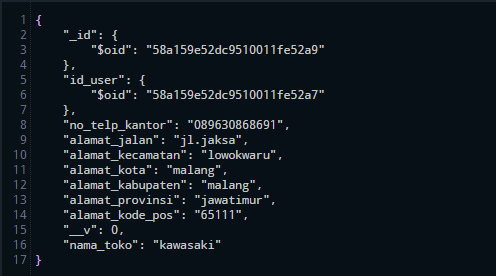 1 {
2 "_id": {
3 "$oid": "58a159e52dc9510011fe52a9"
4 },
5 "id_user": {
6 "$oid": "58a159e52dc9510011fe52a7"
7 },
8 "no_telp_kantor": "089630868691",
9 "alamat_jalan": "jl.jaksa",
10 "alamat_kecamatan": "lowokwaru",
11 "alamat_kota": "malang",
12 "alamat_kabupaten": "malang",
13 "alamat_provinsi": "jawatimur",
14 "alamat_kode_pos": "65111",
15 "__v": 0,
16 "nama_toko": "kawasaki"
17 }